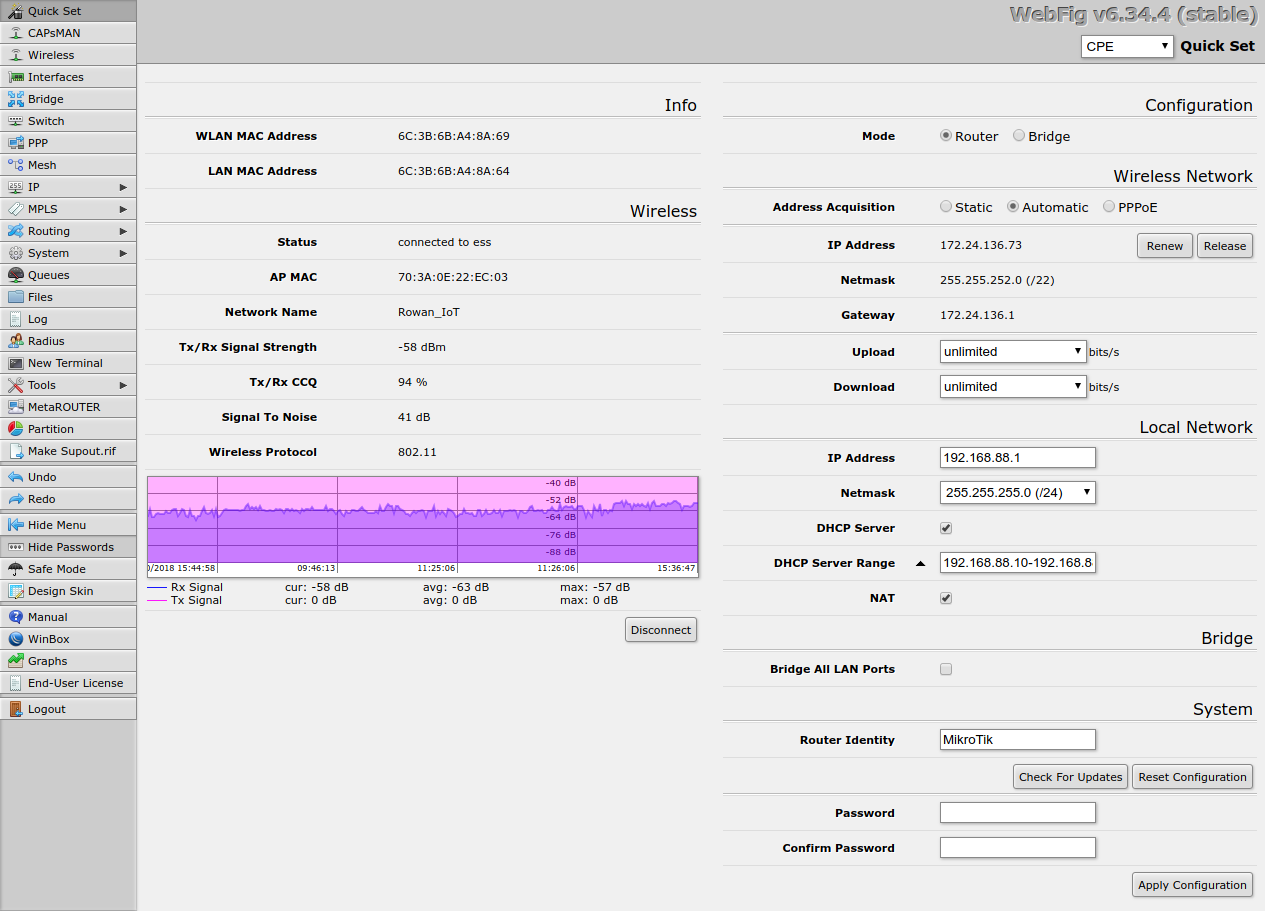 Quick Set
CAPsMAN
Wireless
Interfaces
Bridge
Switch
PPP
Mesh
IP
MPLS
Routing
System
Queues
Files
Log
Radius
New Terminal
Tools
MetaROUTER
Partition
Make Supout.rif
Undo
Redo
Hide Menu
Hide Passwords
Safe Mode
Design Skin
Manual
WinBox
Graphs
End-User License
Logout
WebFig v6.34.4 (stable)
CPE Quick Set
Info
WLAN MAC Address 6C:3B:6B:A4:8A:69
LAN MAC Address 6C:3B:6B:A4:8A:64
Wireless
Status connected to ess
AP MAC 70:3A:0E:22:EC:03
Network Name Rowan_IoT
Tx/Rx Signal Strength -58 dBm
Tx/Rx CCQ 94 %
Signal To Noise 41 dB
Wireless Protocol 802.11
-40 dB
-52 dB
-64 dB
-76 dB
-88 dB
/2018 15:44:58 09:46:13 11:25:06 11:26:06 15:36:47
Rx Signal cur: -58 dB avg: -63 dB max: -57 dB
Tx Signal cur: 0 dB avg: 0 dB max: 0 dB
Disconnect
Configuration
Mode Router Bridge
Wireless Network
Address Acquisition Static Automatic PPPoE
IP Address 172.24.136.73 Renew Release
Netmask 255.255.252.0 (/22)
Gateway 172.24.136.1
Upload unlimited bits/s
Download unlimited bits/s
Local Network
IP Address 192.168.88.1
Netmask 255.255.255.0 (/24)
DHCP Server
DHCP Server Range 192.168.88.10-192.168.8
NAT
Bridge
Bridge All LAN Ports
System
Router Identity MikroTik
Check For Updates Reset Configuration
Password
Confirm Password
Apply Configuration